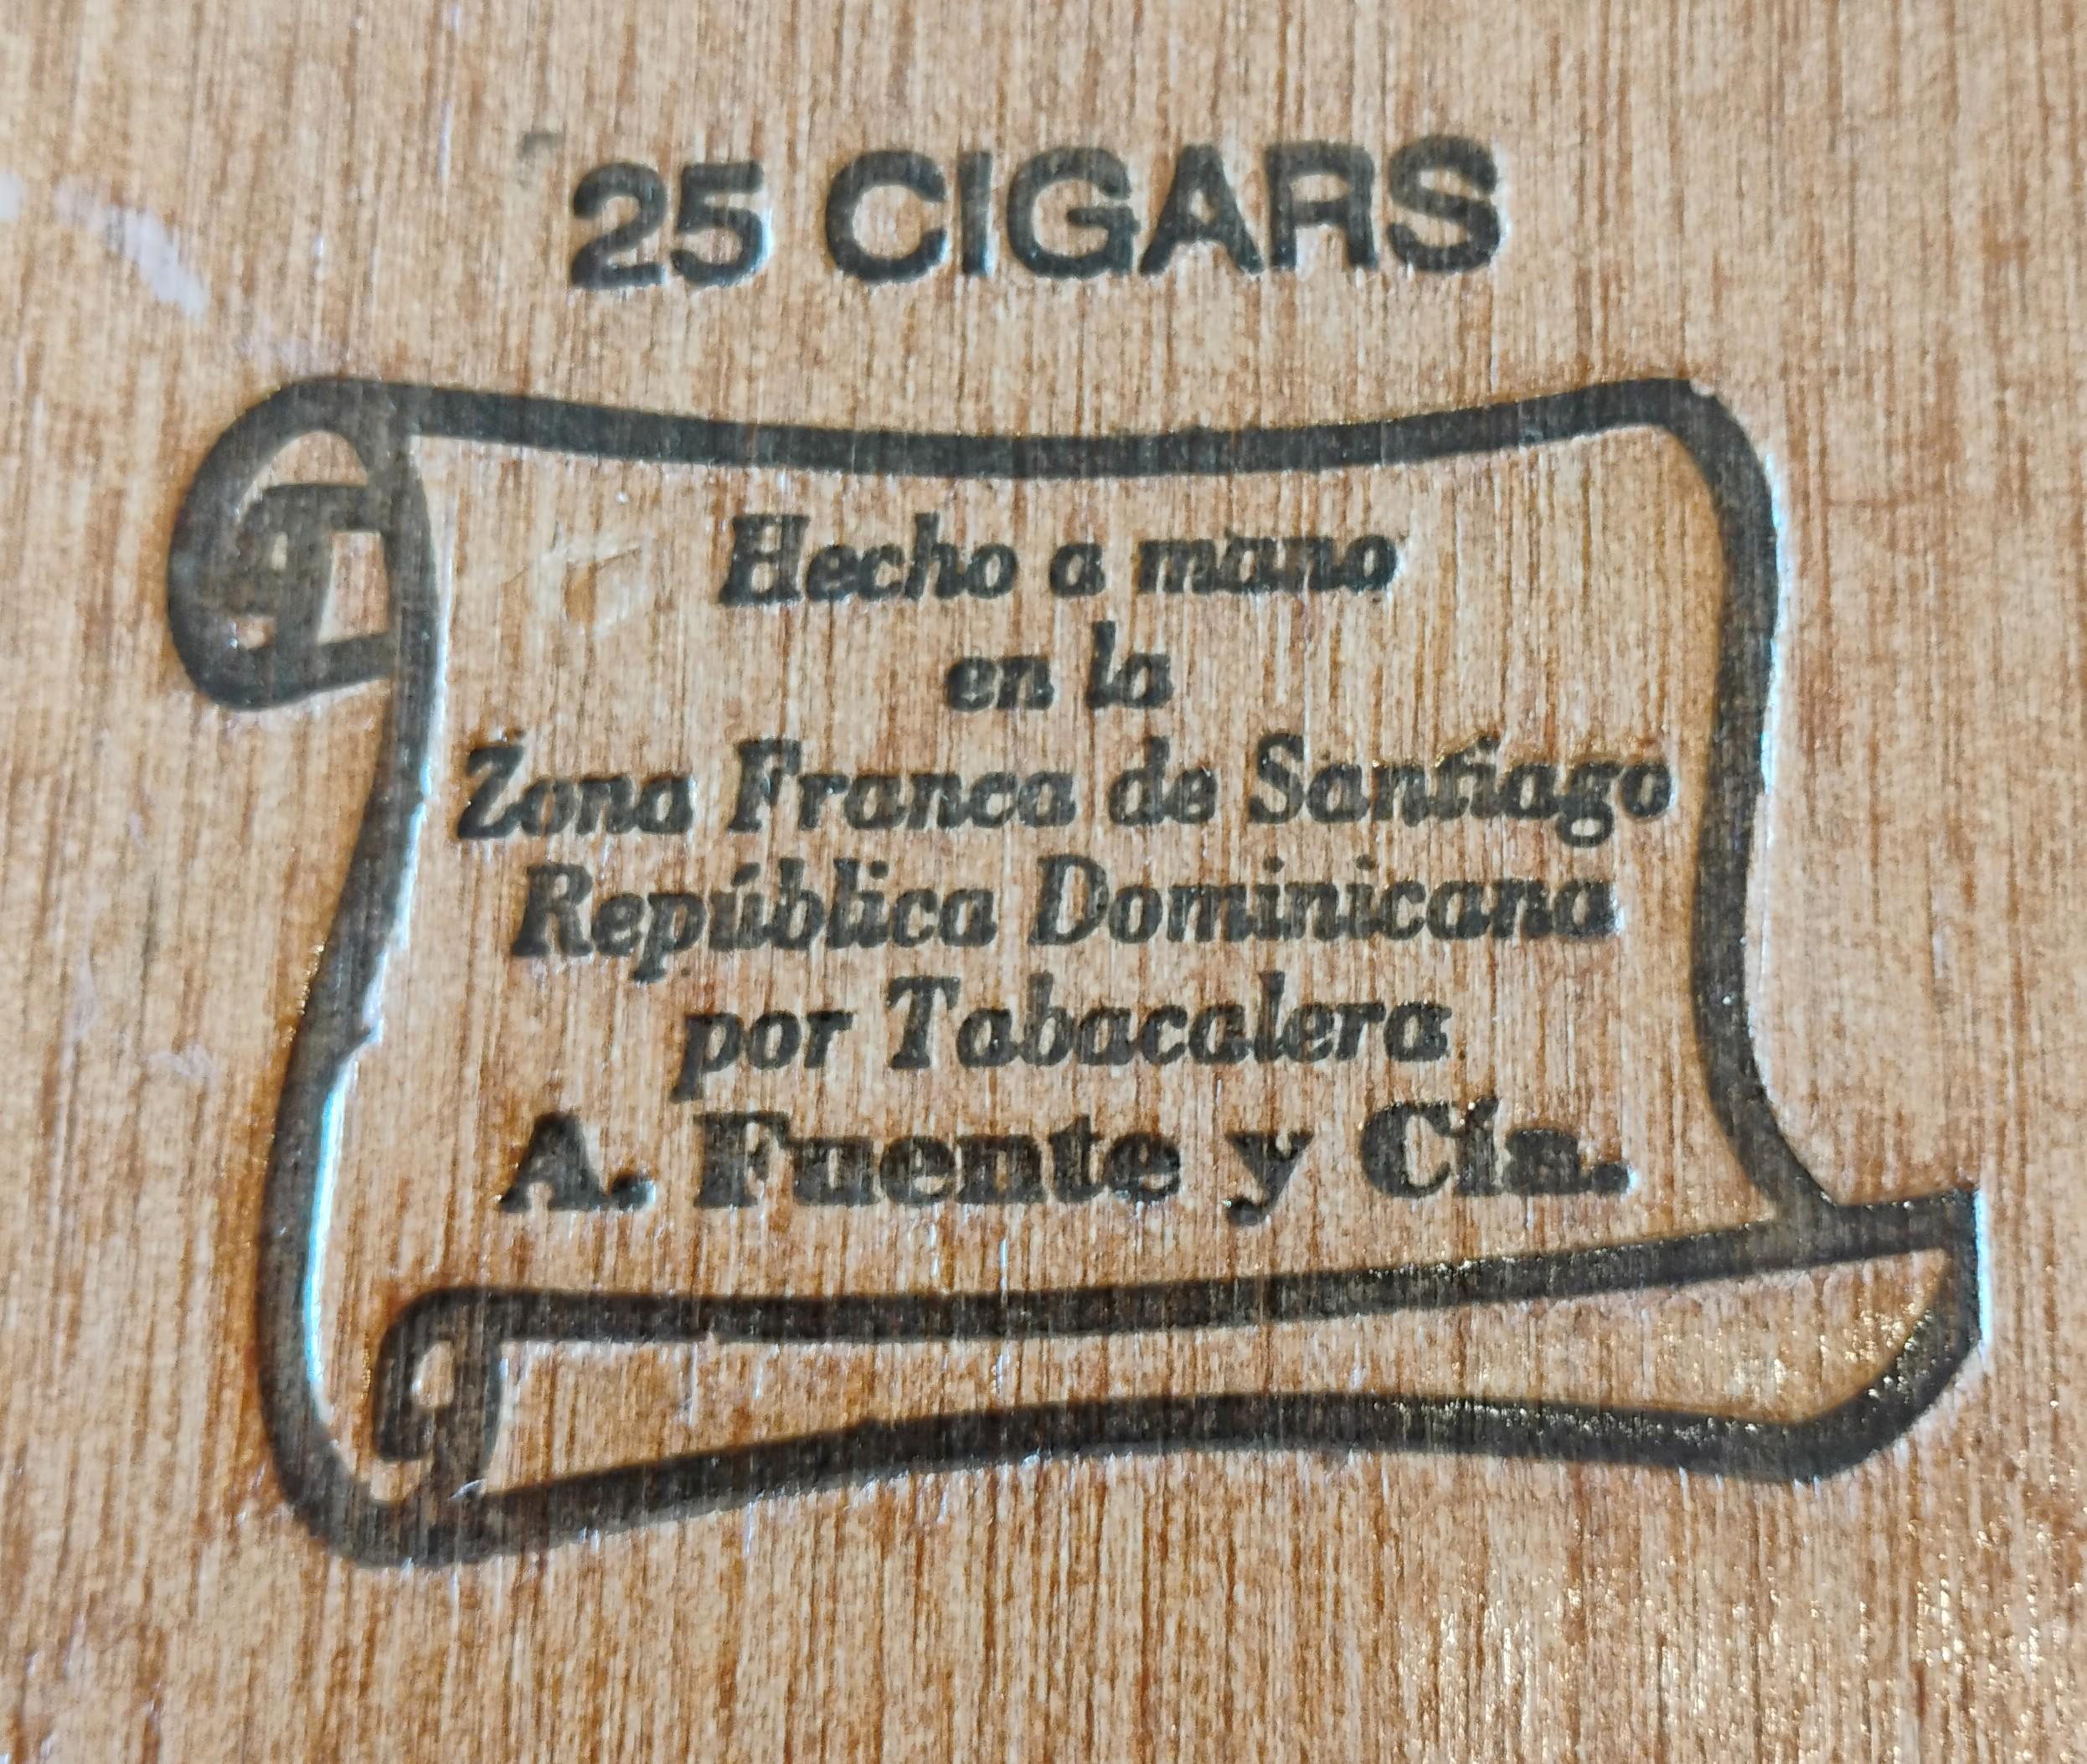 25 CIGARS
Hecho a mano
en la
Zona Franca de Santiago
República Dominicana
por Tabacalera
A. Fuente y Cía.